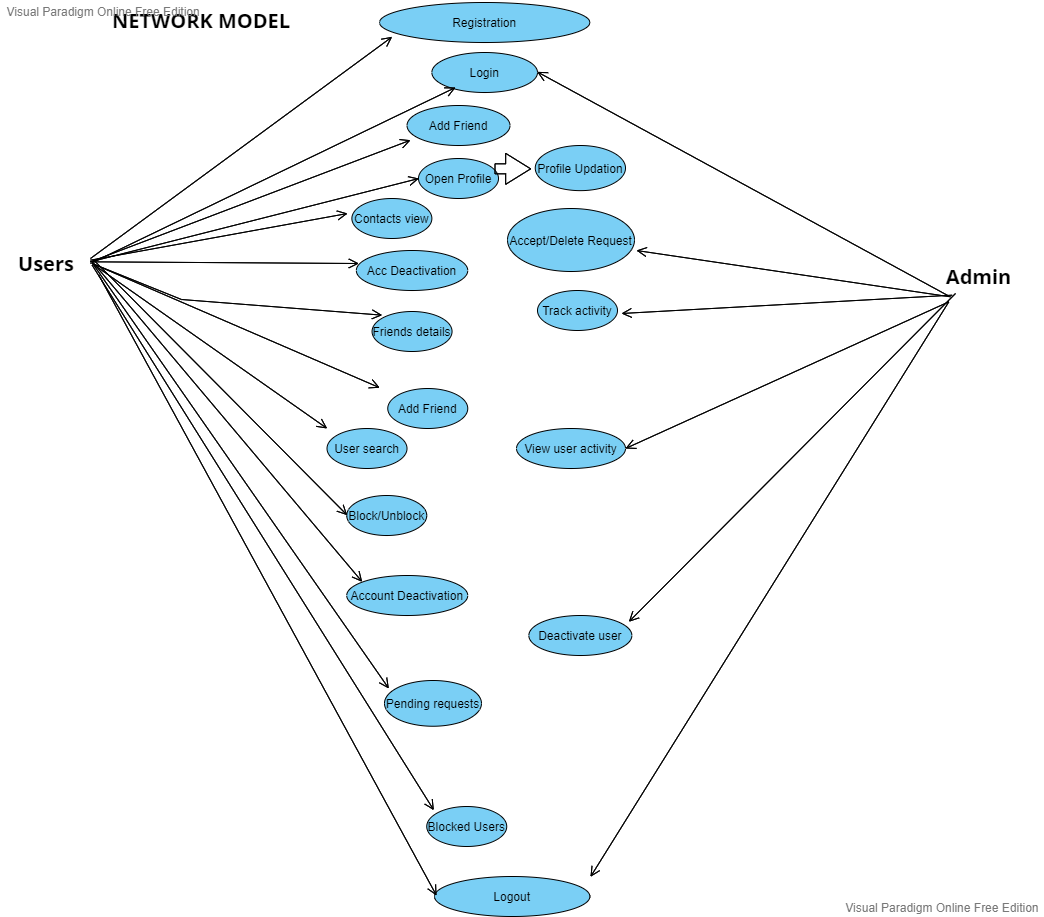 Visual Paradigm Online Free Edition
NETWORK MODEL
Registration
Login
Add Friend
Open Profile
Profile Updation
Contacts view
Accept/Delete Request
Acc Deactivation
Users
Admin
Track activity
Friends details
Add Friend
User search
View user activity
Block/Unblock
Account Deactivation
Deactivate user
Pending requests
Blocked Users
Logout
Visual Paradigm Online Free Edition